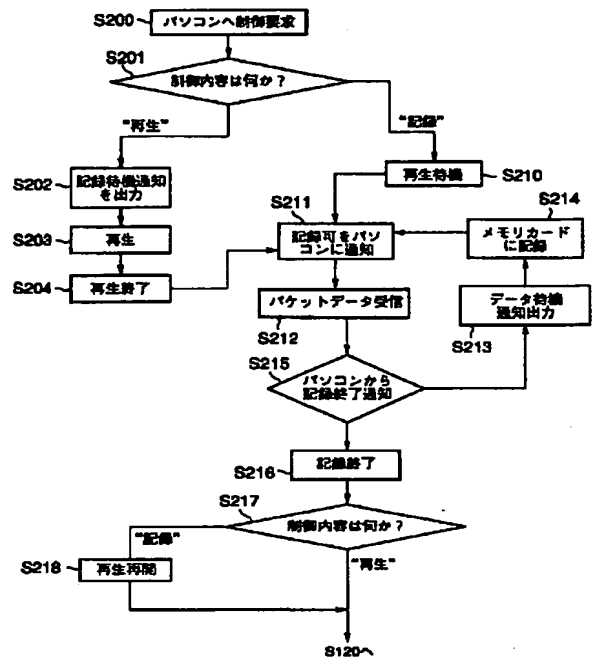 S200
パソコンへ制御要求
S201
制御内容は何か？
“再生”
“記録”
S202
記録待機通知
を出力
再生待機
S210
S203
再生
S211
記録可をパソ
コンに通知
S214
メモリカード
に記録
S204
再生終了
パケットデータ受信
S212
データ待機
通知出力
S213
S215
パソコンから
記録終了通知
S216
記録終了
S217
制御内容は何か？
“記録”
“再生”
S218
再生再開
S120へ